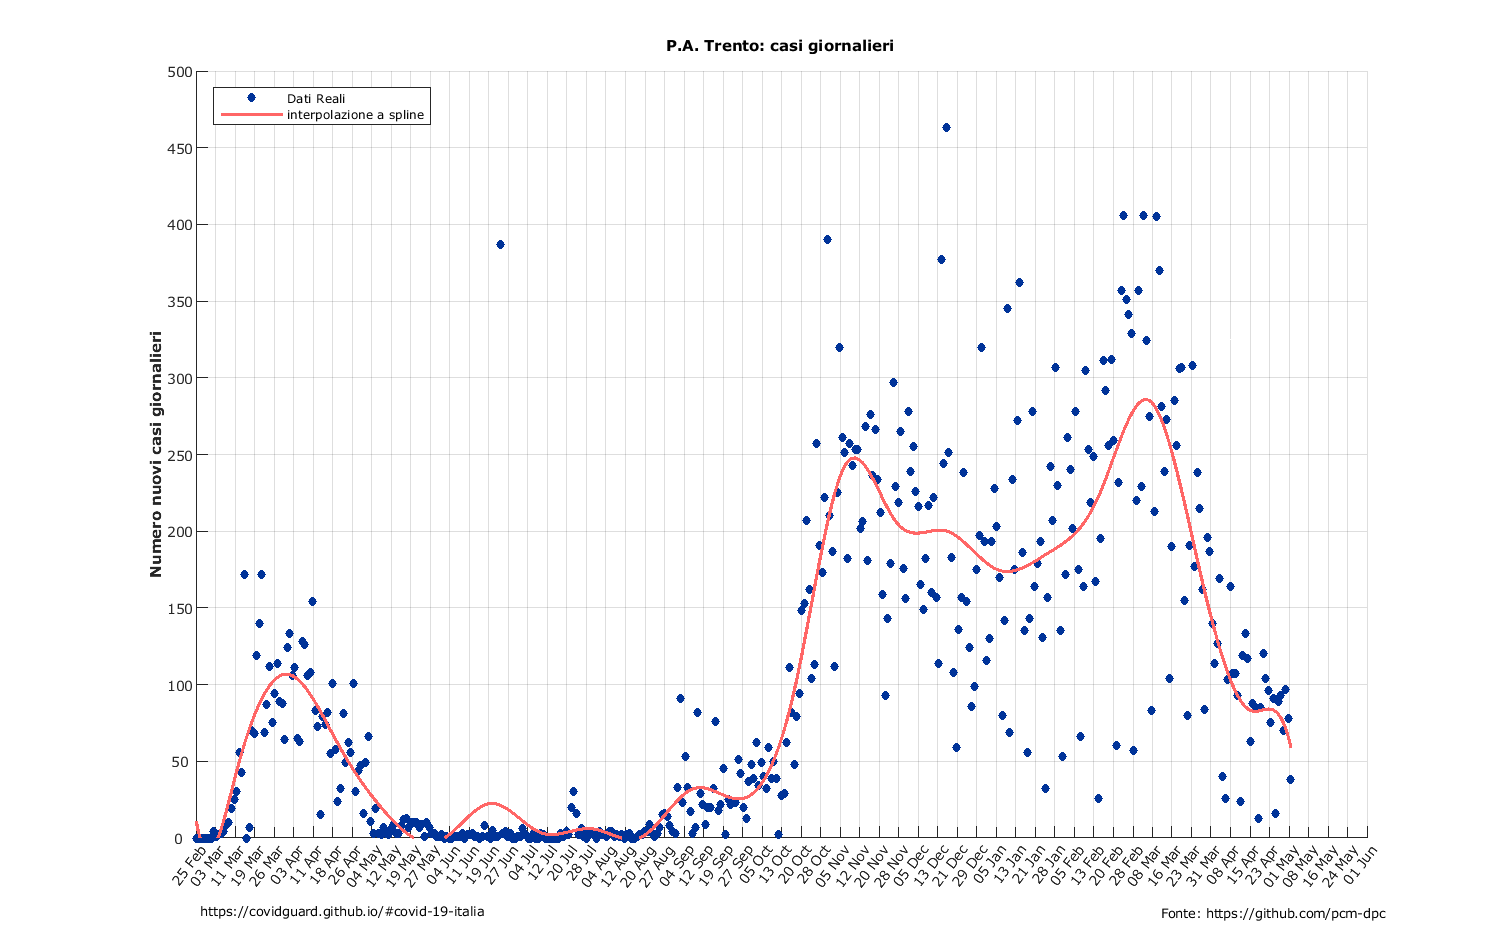 P.A. Trento: casi giornalieri
Dati Reali
interpolazione a spline
Numero nuovi casi giornalieri
500
450
400
350
300
250
200
150
100
50
0
25 Feb
03 Mar
11 Mar
19 Mar
26 Mar
03 Apr
11 Apr
18 Apr
26 Apr
04 May
12 May
19 May
27 May
04 Jun
11 Jun
19 Jun
27 Jun
04 Jul
12 Jul
20 Jul
28 Jul
04 Aug
12 Aug
20 Aug
27 Aug
04 Sep
12 Sep
19 Sep
27 Sep
05 Oct
13 Oct
20 Oct
28 Oct
05 Nov
12 Nov
20 Nov
28 Nov
05 Dec
13 Dec
21 Dec
29 Dec
05 Jan
13 Jan
21 Jan
28 Jan
05 Feb
13 Feb
20 Feb
28 Feb
08 Mar
16 Mar
23 Mar
31 Mar
08 Apr
15 Apr
23 Apr
01 May
08 May
16 May
24 May
01 Jun
https://covidguard.github.io/#covid-19-italia
Fonte: https://github.com/pcm-dpc